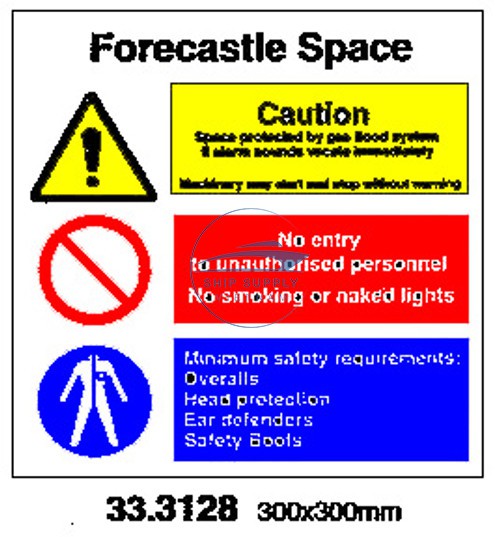 Forecastle Space
Caution
Space protected by gas flood system
if alarm sounds vacate immediately
Machinery may start and stop without warning
No entry
to unauthorised personnel
SHIP SUPPLY
No smoking or naked lights
Minimum safety requirements:
Overalls
Head protection
Ear defenders
Safety Boots
33.3128 300x300mm